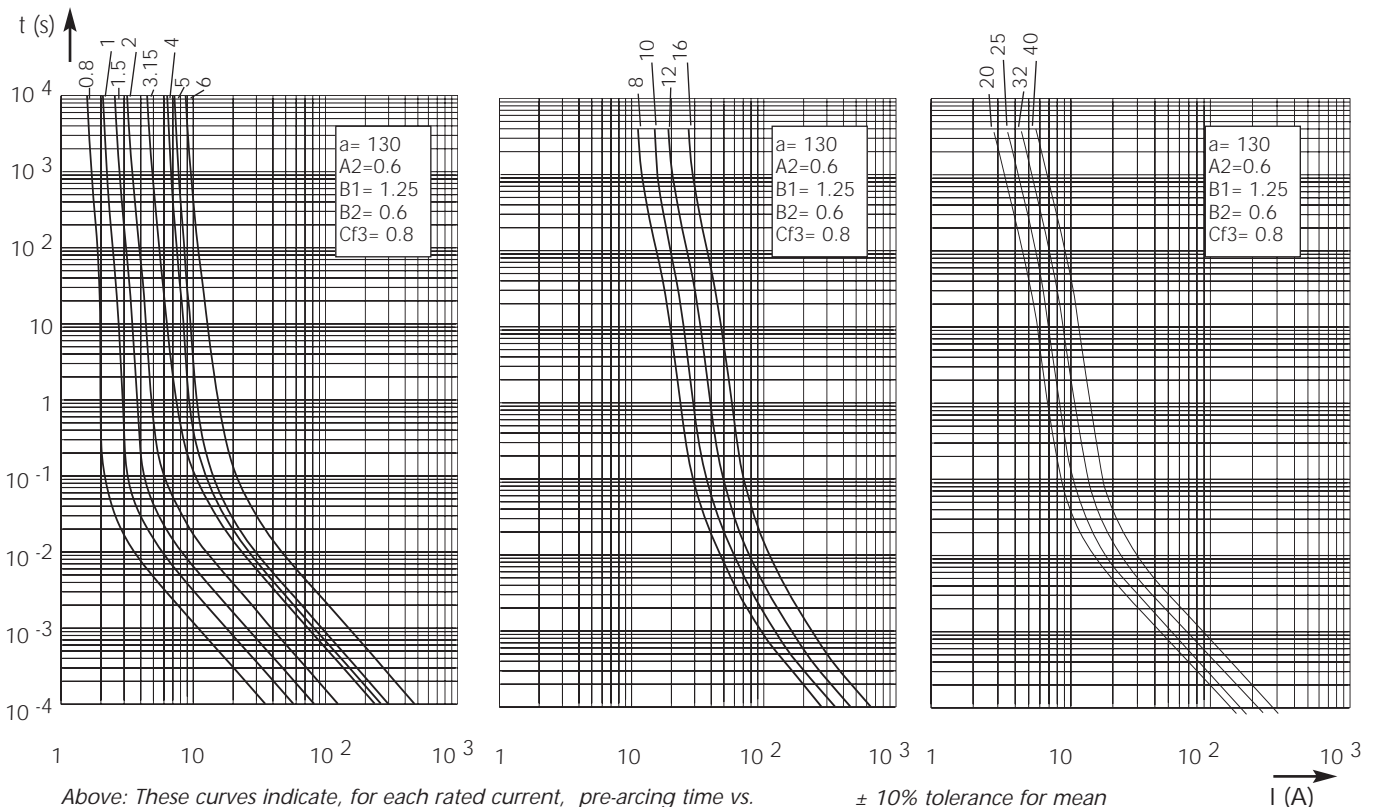 t (s)
0.8
1
1.5
2
3.15
4
5
6
8
10
12
16
20
25
32
40
10 4
10 3
10 2
10
1
10 -1
10 -2
10 -3
10 -4
a= 130
A2=0.6
B1= 1.25
B2= 0.6
Cf3= 0.8
a= 130
A2=0.6
B1= 1.25
B2= 0.6
Cf3= 0.8
a= 130
A2=0.6
B1= 1.25
B2= 0.6
Cf3= 0.8
1 10 10 2 10 3
1 10 10 2 10 3
1 10 10 2 10 3
I (A)
Above: These curves indicate, for each rated current, pre-arcing time vs.
± 10% tolerance for mean